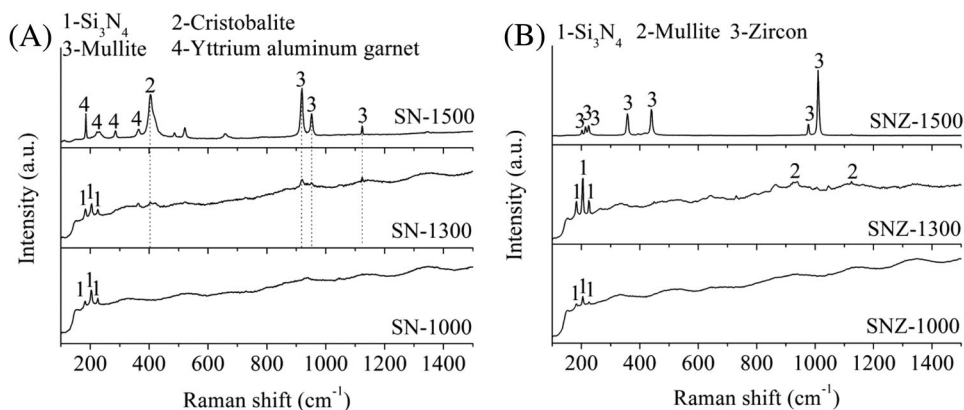 (A)
1-Si3N4 2-Cristobalite
3-Mullite 4-Yttrium aluminum garnet
4 4 4 4 2 3 3 3
SN-1500
1 1 1
SN-1300
1 1 1
SN-1000
Intensity (a.u.)
200 400 600 800 1000 1200 1400
Raman shift (cm-1)
(B)
1-Si3N4 2-Mullite 3-Zircon
3 3 3 3 3 3 3
SNZ-1500
1 1 1 2 2
SNZ-1300
1 1 1
SNZ-1000
Intensity (a.u.)
200 400 600 800 1000 1200 1400
Raman shift (cm-1)